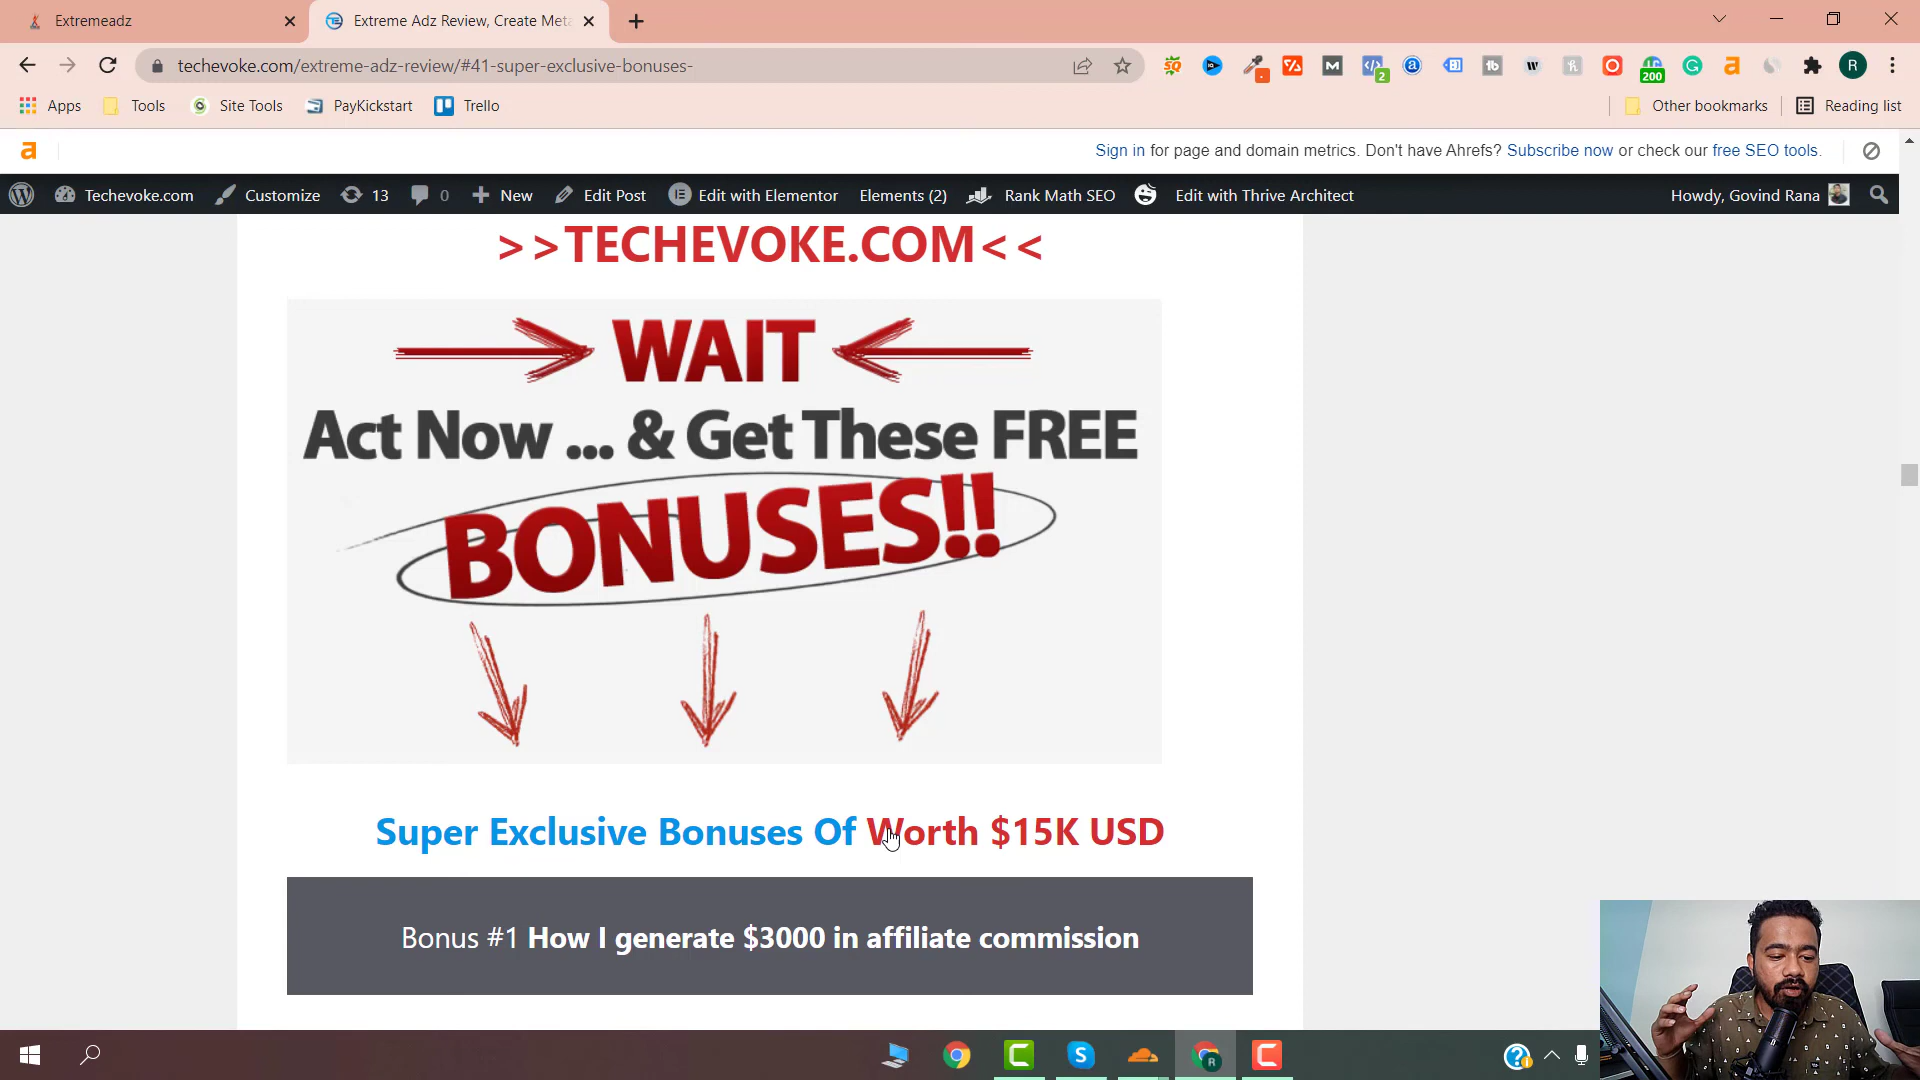 Extremeadz
Extreme Adz Review, Create Meta
techevoke.com/extreme-adz-review/#41-super-exclusive-bonuses-
2
200
R
Apps
Tools
Site Tools
PayKickstart
Trello
Other bookmarks
Reading list
Sign in for page and domain metrics. Don't have Ahrefs? Subscribe now or check our free SEO tools.
Techevoke.com
Customize
13
0
New
Edit Post
Edit with Elementor
Elements (2)
Rank Math SEO
Edit with Thrive Architect
Howdy, Govind Rana
>>TECHEVOKE.COM<<
WAIT
Act Now ... & Get These FREE
BONUSES!!
Super Exclusive Bonuses Of Worth $15K USD
Bonus #1 How I generate $3000 in affiliate commission